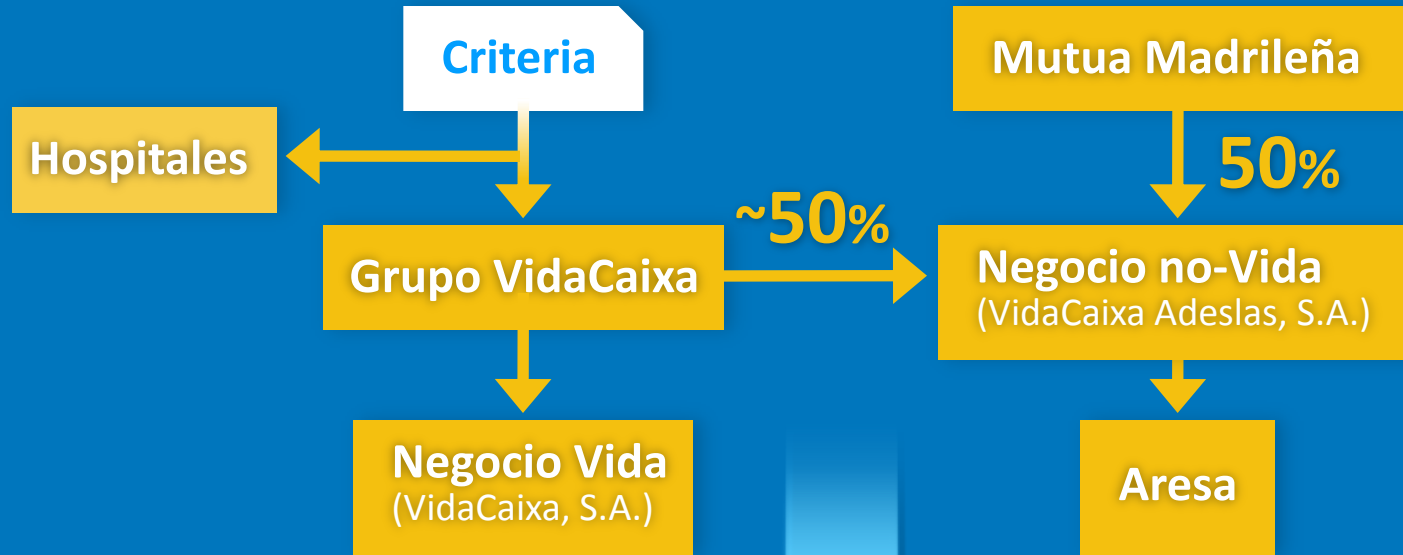 Criteria
Mutua Madrileña
Hospitales
50%
~50%
Grupo VidaCaixa
Negocio no-Vida
(VidaCaixa Adeslas, S.A.)
Negocio Vida
(VidaCaixa, S.A.)
Aresa